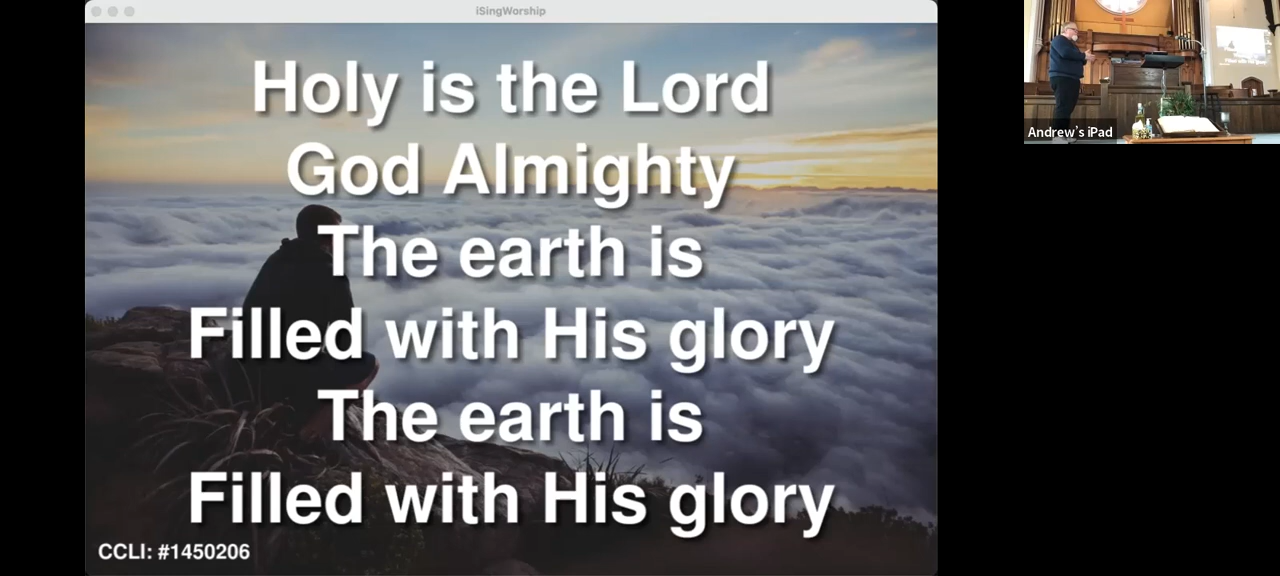 iSingWorship
Holy is the Lord
God Almighty
The earth is
Filled with His glory
The earth is
Filled with His glory
CCLI: #1450206
Andrew's iPad